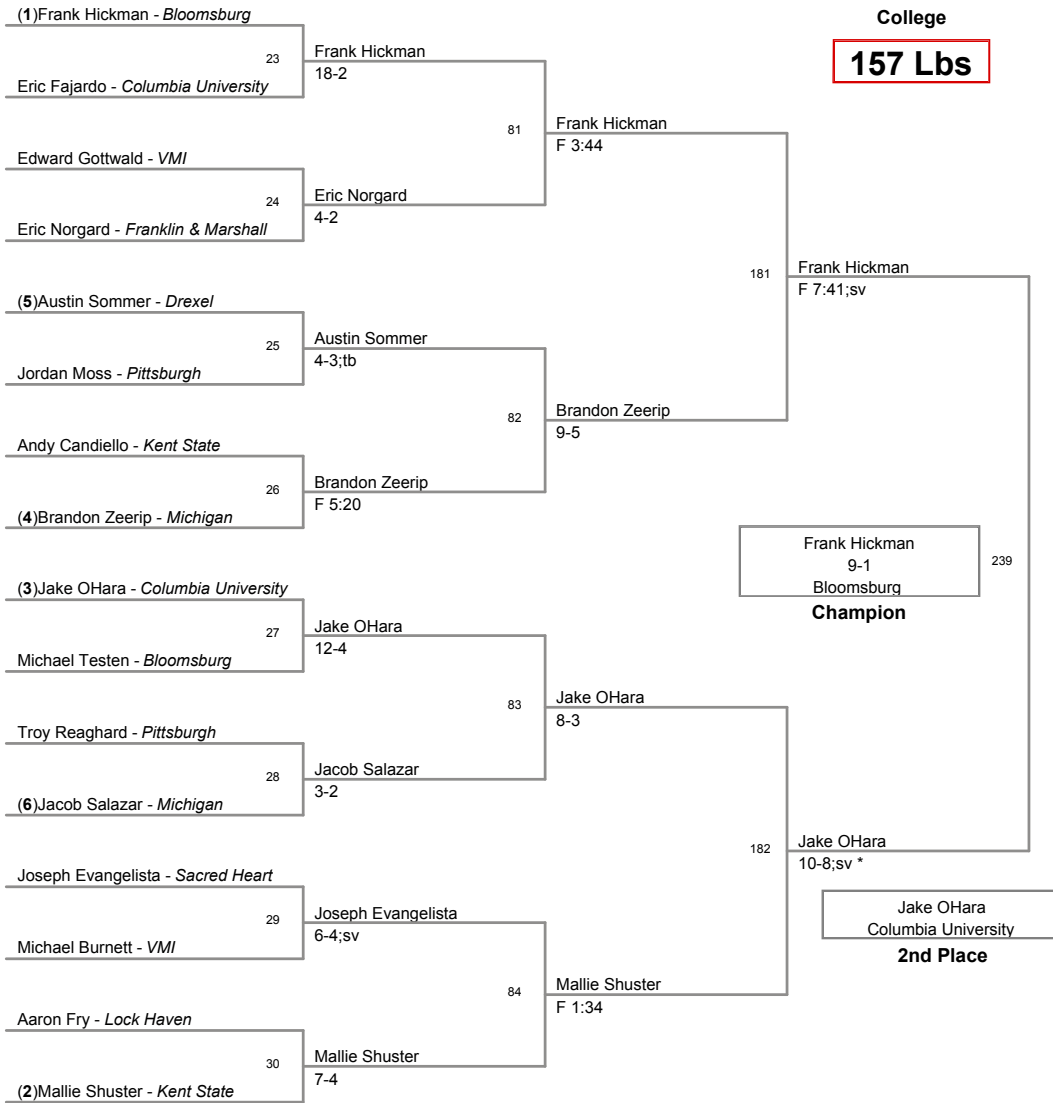 College
157 Lbs
(1)Frank Hickman - Bloomsburg
23
Eric Fajardo - Columbia University
Frank Hickman
18-2
Edward Gottwald - VMI
24
Eric Norgard - Franklin & Marshall
Eric Norgard
4-2
81
Frank Hickman
F 3:44
(5)Austin Sommer - Drexel
25
Jordan Moss - Pittsburgh
Austin Sommer
4-3;tb
Andy Candiello - Kent State
26
(4)Brandon Zeerip - Michigan
Brandon Zeerip
F 5:20
82
Brandon Zeerip
9-5
181
Frank Hickman
F 7:41;sv
(3)Jake OHara - Columbia University
27
Michael Testen - Bloomsburg
Jake OHara
12-4
Troy Reaghard - Pittsburgh
28
(6)Jacob Salazar - Michigan
Jacob Salazar
3-2
83
Jake OHara
8-3
Joseph Evangelista - Sacred Heart
29
Michael Burnett - VMI
Joseph Evangelista
6-4;sv
Aaron Fry - Lock Haven
30
(2)Mallie Shuster - Kent State
Mallie Shuster
7-4
84
Mallie Shuster
F 1:34
182
Jake OHara
10-8;sv *
239
Frank Hickman
9-1
Bloomsburg
Champion
Jake OHara
Columbia University
2nd Place